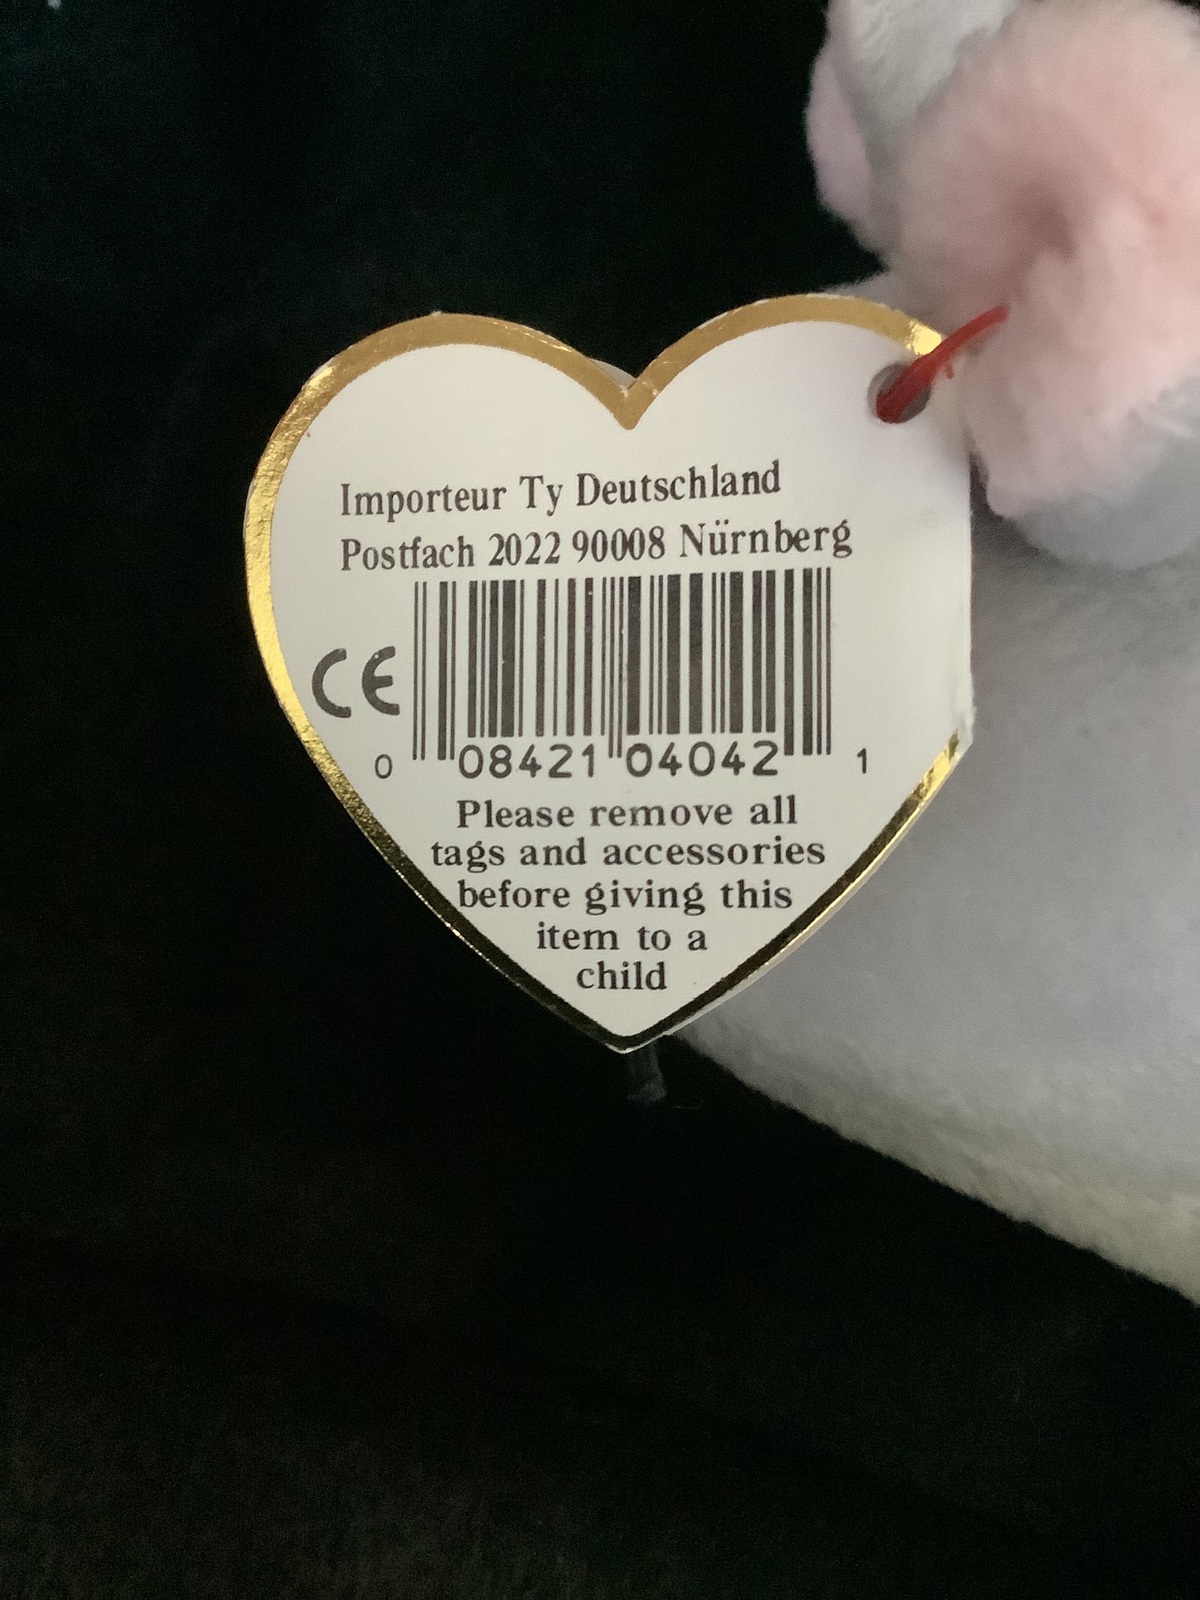 Importeur Ty Deutschland
Postfach 2022 90008 Nürnberg
CE
0 08421 04042 1
Please remove all
tags and accessories
before giving this
item to a
child